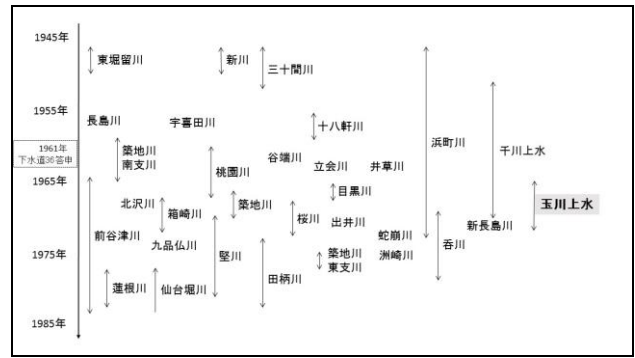 1945年
東堀留川
新川
三十間川
1955年
長島川
宇喜田川
十八軒川
浜町川
千川上水
1961年
下水道36答申
築地川
南支川
桃園川
谷端川
立会川
井草川
1965年
目黒川
玉川上水
北沢川
箱崎川
築地川
桜川
出井川
新長島川
前谷津川
九品仏川
蛇崩川
呑川
1975年
堅川
築地川
東支川
洲崎川
蓮根川
仙台堀川
田柄川
1985年